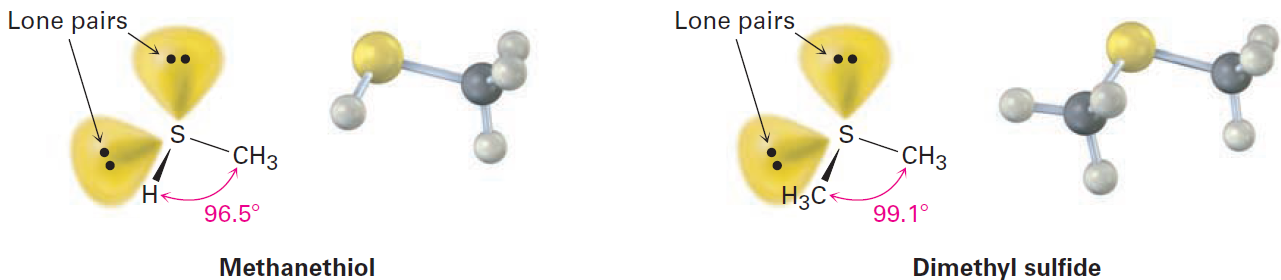 Lone pairs
S
CH₃
H
96.5°
Methanethiol
Lone pairs
S
CH₃
H₃C
99.1°
Dimethyl sulfide